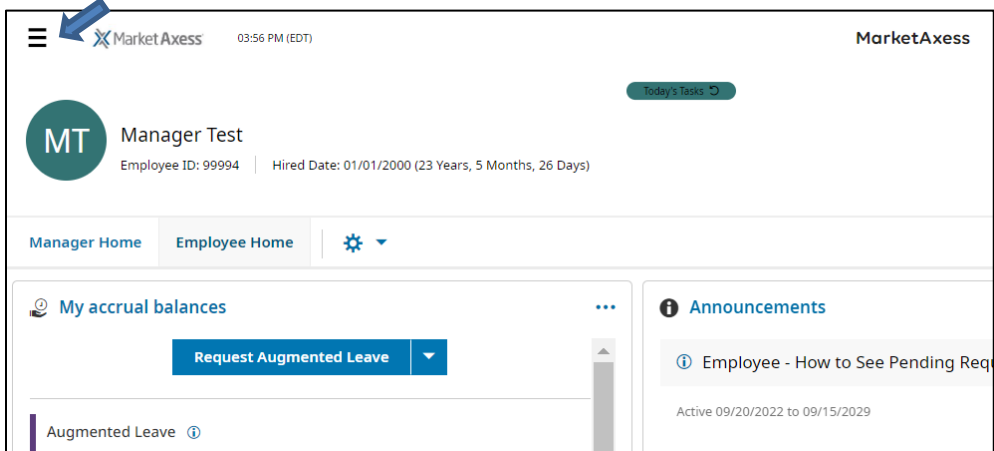 MarketAxess
03:56 PM (EDT)
MarketAxess
Today's Tasks
MT
Manager Test
Employee ID: 99994
Hired Date: 01/01/2000 (23 Years, 5 Months, 26 Days)
Manager Home
Employee Home
My accrual balances
Request Augmented Leave
Augmented Leave
Announcements
Employee - How to See Pending Requ
Active 09/20/2022 to 09/15/2029